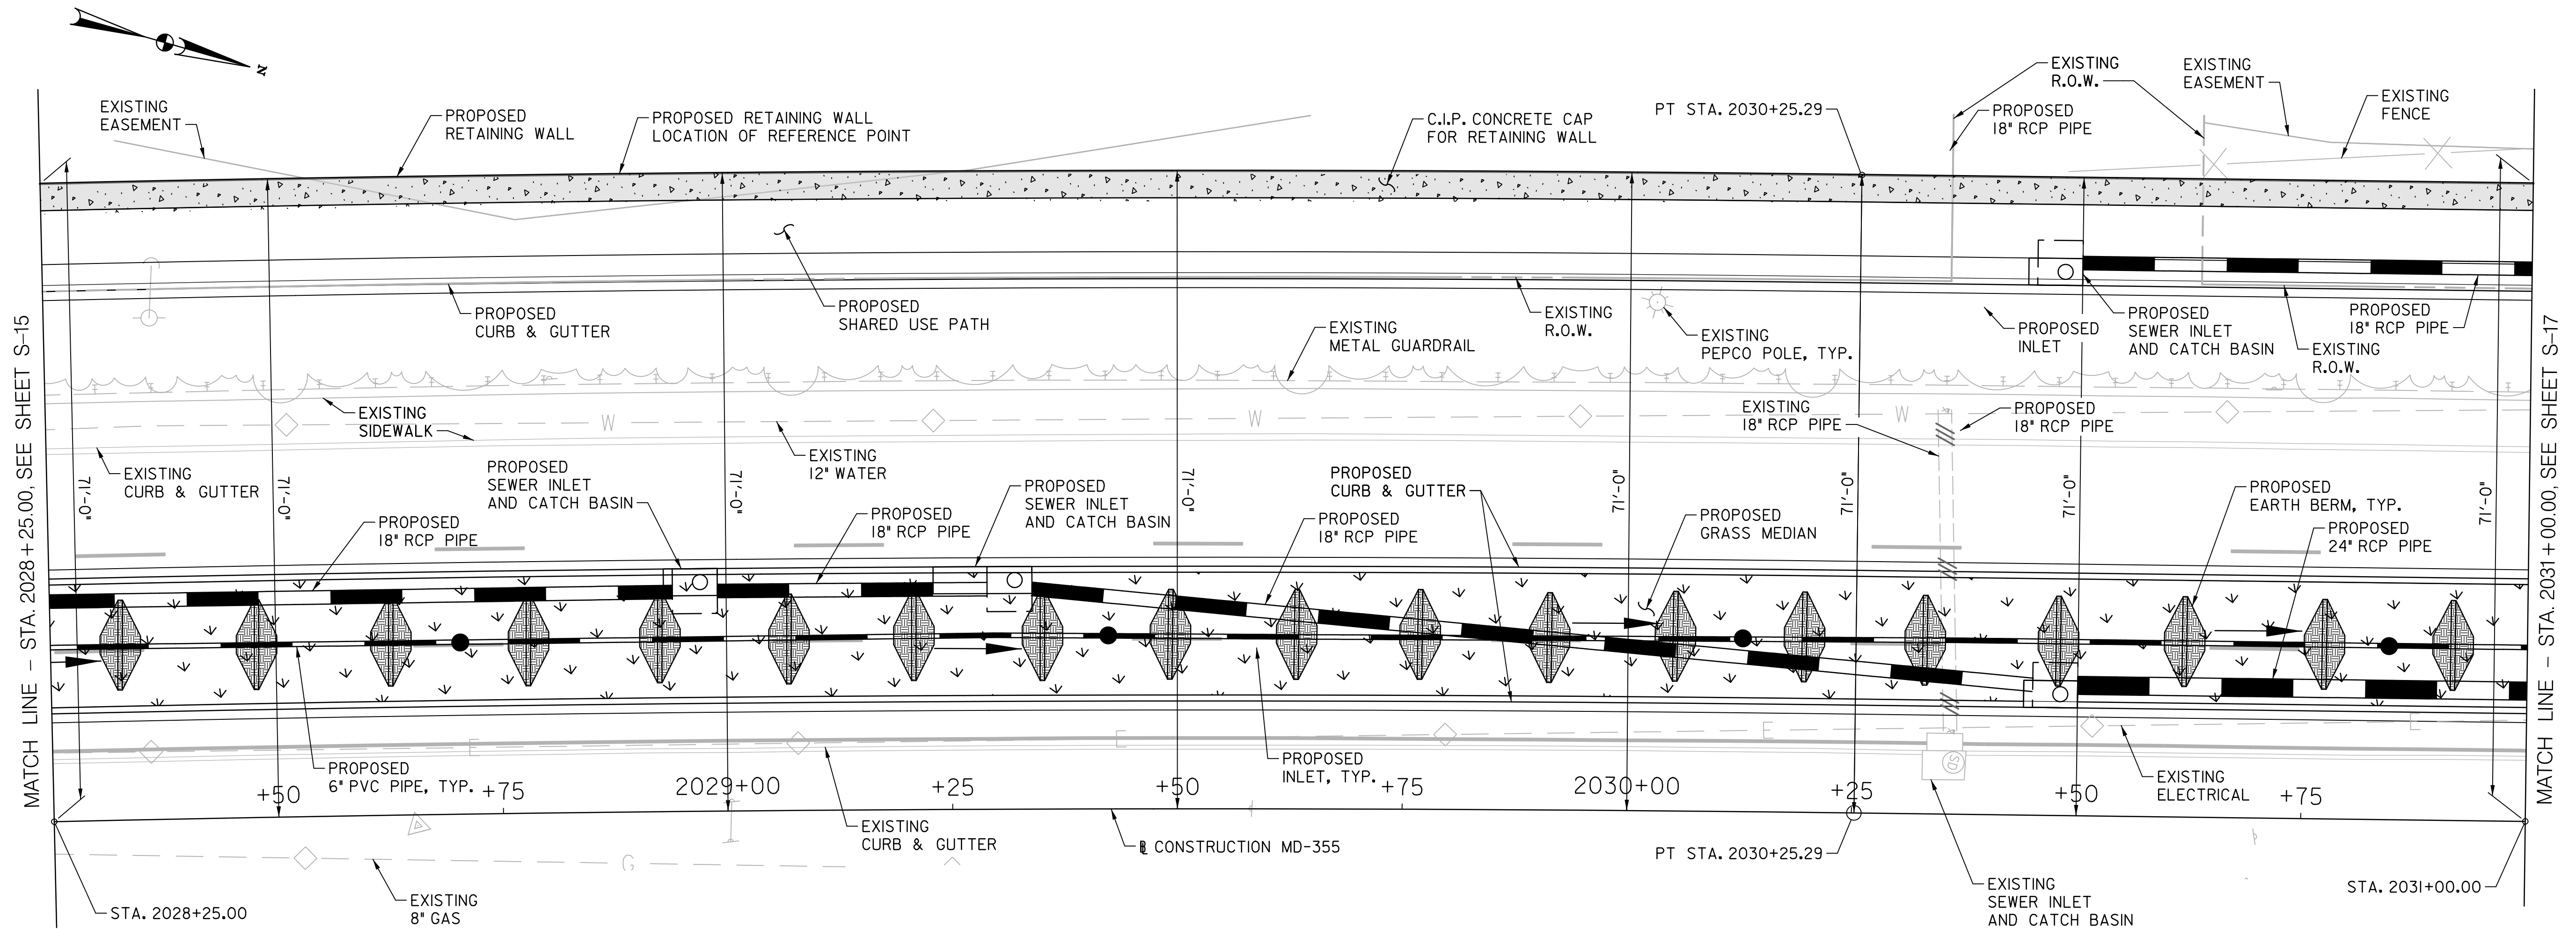 N
EXISTING
EASEMENT
PROPOSED
RETAINING WALL
PROPOSED RETAINING WALL
LOCATION OF REFERENCE POINT
C.I.P. CONCRETE CAP
FOR RETAINING WALL
PT STA. 2030+25.29
EXISTING
R.O.W.
PROPOSED
18" RCP PIPE
EXISTING
EASEMENT
EXISTING
FENCE
PROPOSED
CURB & GUTTER
PROPOSED
SHARED USE PATH
EXISTING
METAL GUARDRAIL
EXISTING
R.O.W.
EXISTING
PEPCO POLE, TYP.
PROPOSED
INLET
PROPOSED
SEWER INLET
AND CATCH BASIN
EXISTING
R.O.W.
PROPOSED
18" RCP PIPE
MATCH LINE - STA. 2028+25.00, SEE SHEET S-15
MATCH LINE - STA. 2031+00.00, SEE SHEET S-17
EXISTING
SIDEWALK
W
W
W
EXISTING
18" RCP PIPE
PROPOSED
18" RCP PIPE
EXISTING
CURB & GUTTER
EXISTING
12" WATER
71'-0"
71'-0"
71'-0"
71'-0"
71'-0"
71'-0"
71'-0"
71'-0"
PROPOSED
SEWER INLET
AND CATCH BASIN
PROPOSED
18" RCP PIPE
PROPOSED
18" RCP PIPE
PROPOSED
SEWER INLET
AND CATCH BASIN
PROPOSED
CURB & GUTTER
PROPOSED
18" RCP PIPE
PROPOSED
GRASS MEDIAN
PROPOSED
EARTH BERM, TYP.
PROPOSED
24" RCP PIPE
E
E
E
E
SD
PROPOSED
6" PVC PIPE, TYP.
PROPOSED
INLET, TYP.
EXISTING
ELECTRICAL
+50
+75
2029+00
+25
+50
+75
2030+00
+25
+50
+75
EXISTING
CURB & GUTTER
BL CONSTRUCTION MD-355
PT STA. 2030+25.29
G
STA. 2028+25.00
EXISTING
8" GAS
EXISTING
SEWER INLET
AND CATCH BASIN
STA. 2031+00.00